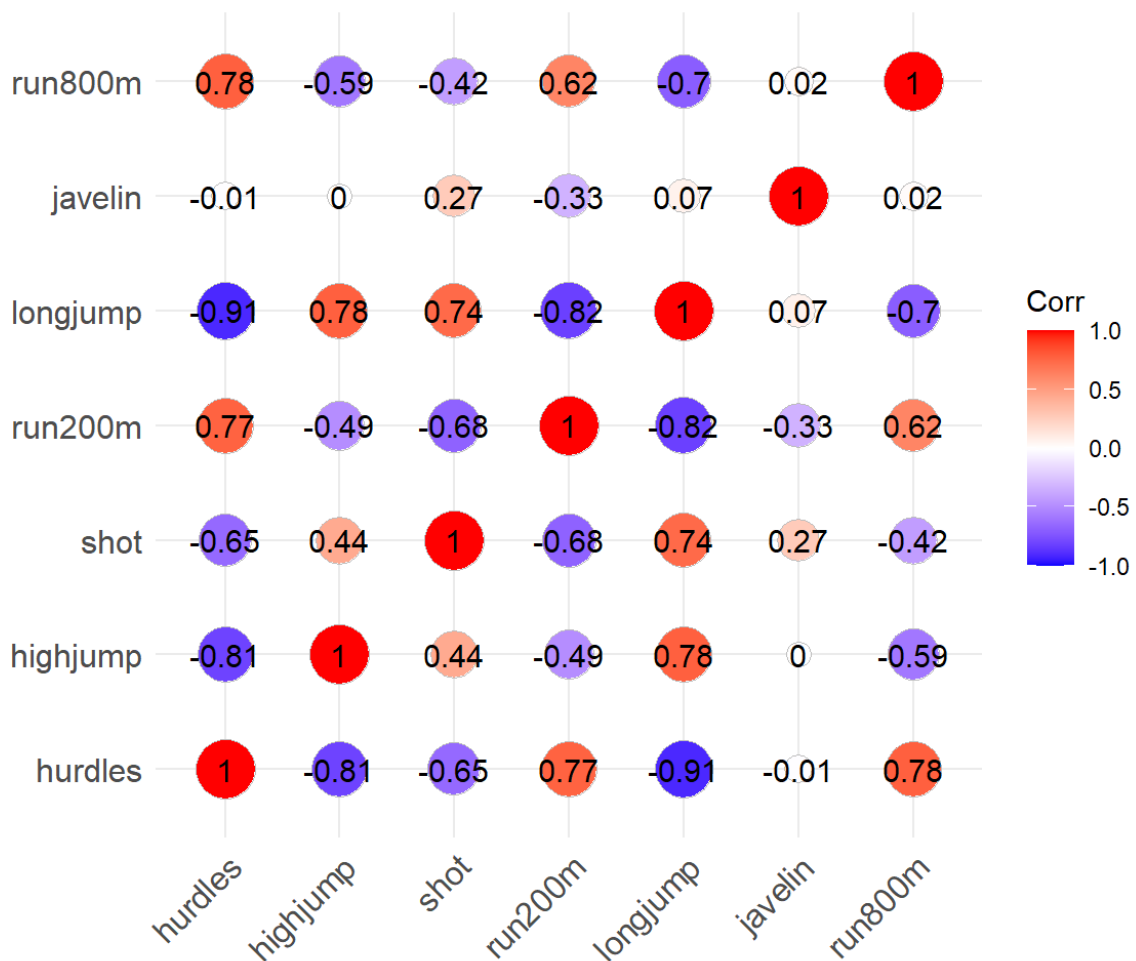 run800m 0.78 -0.59 -0.42 0.62 -0.7 0.02 1
javelin -0.01 0 0.27 -0.33 0.07 1 0.02
longjump -0.91 0.78 0.74 -0.82 1 0.07 -0.7
run200m 0.77 -0.49 -0.68 1 -0.82 -0.33 0.62
shot -0.65 0.44 1 -0.68 0.74 0.27 -0.42
highjump -0.81 1 0.44 -0.49 0.78 0 -0.59
hurdles 1 -0.81 -0.65 0.77 -0.91 -0.01 0.78
hurdles highjump shot run200m longjump javelin run800m
Corr
1.0
0.5
0.0
-0.5
-1.0